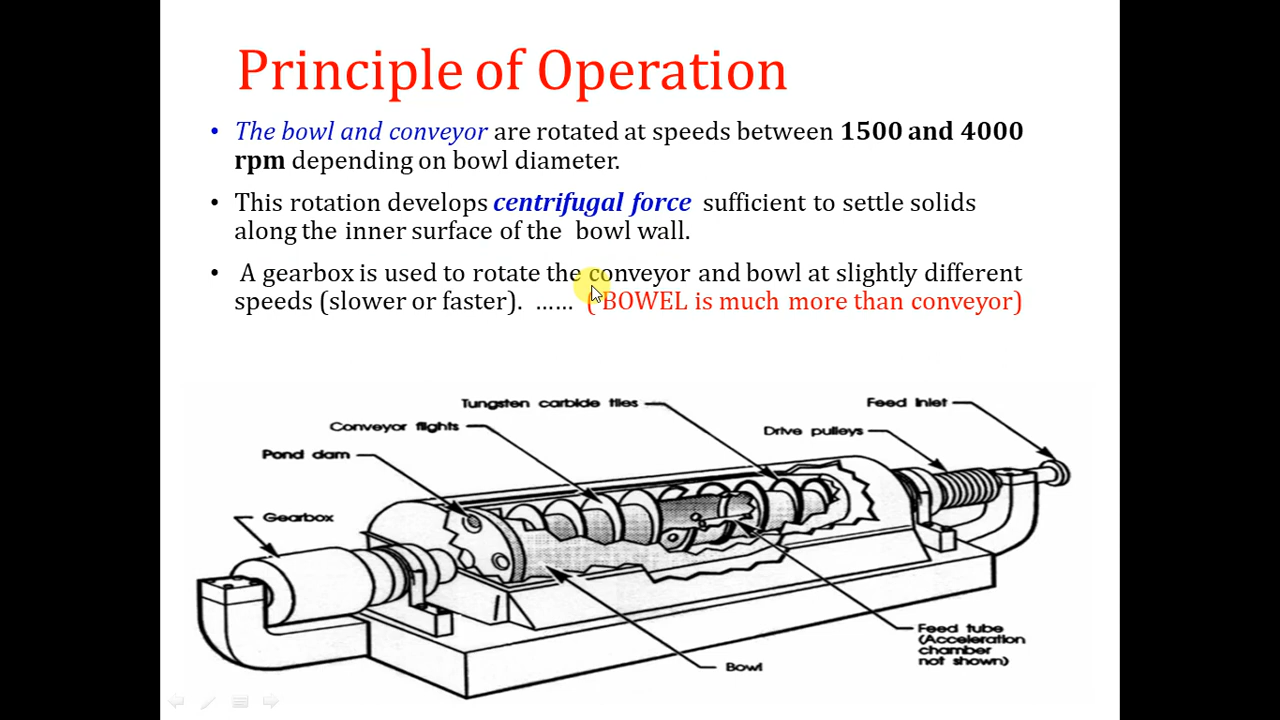 Principle of Operation
• The bowl and conveyor are rotated at speeds between 1500 and 4000
rpm depending on bowl diameter.
• This rotation develops centrifugal force sufficient to settle solids
along the inner surface of the bowl wall.
• A gearbox is used to rotate the conveyor and bowl at slightly different
speeds (slower or faster). …… ( BOWEL is much more than conveyor)
Tungsten carbide tiles
Feed inlet
Conveyor flights
Drive pulleys
Pond dam
Gearbox
Feed tube
(Acceleration
chamber
not shown)
Bowl